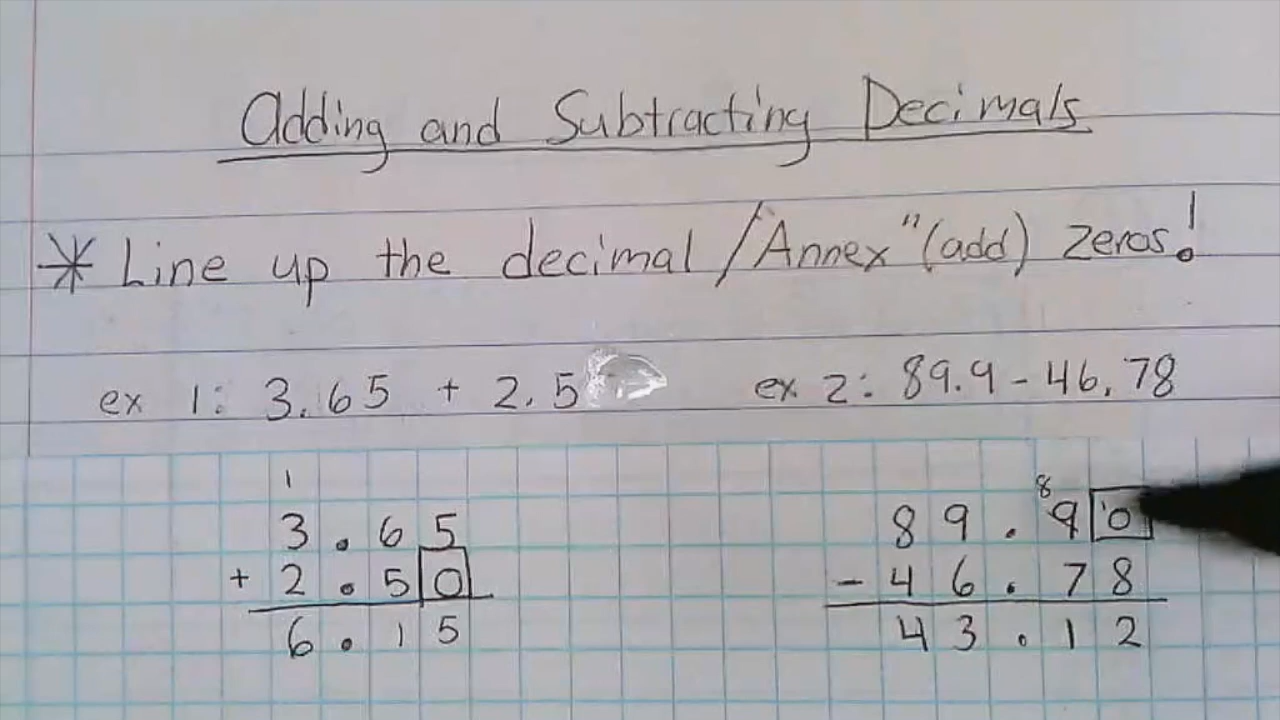 Adding and Subtracting Decimals
* Line up the decimal / "Annex" (add) zeros!
ex 1: 3.65 + 2.5
ex 2: 89.9 - 46.78
1
3.65
+ 2.50
6.15
8
89.910
- 46.78
43.12